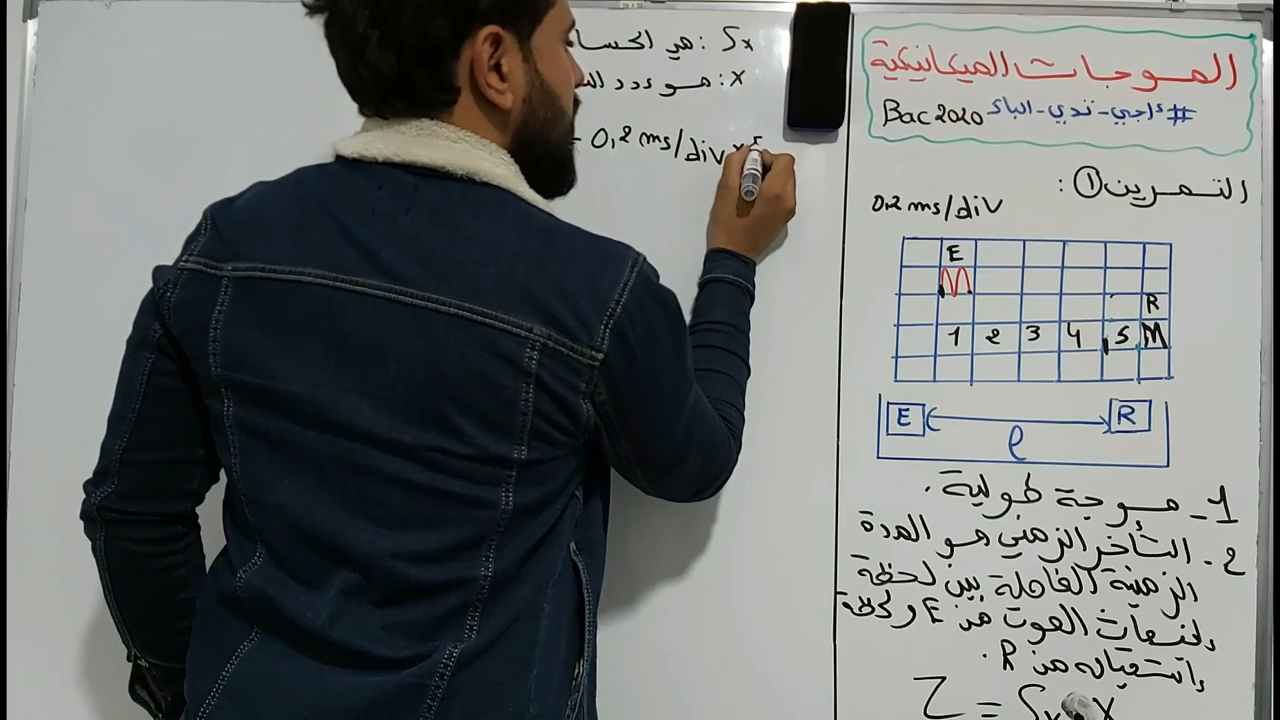 الموجات الميكانيكية
#اجي-تدي-الباك Bac 2020
التمرين ① :
0,2 ms/div
E
R
1 2 3 4 5
E R
ℓ
1- موجة طولية.
2- التأخر الزمني هو المدة
الزمنية الفاصلة بين لحظة
انبعاث الصوت من E ولحظة
استقباله من R.
τ = Sx . X
Sx : هي الحسا
X : هو عدد
0,2 ms/div × 5